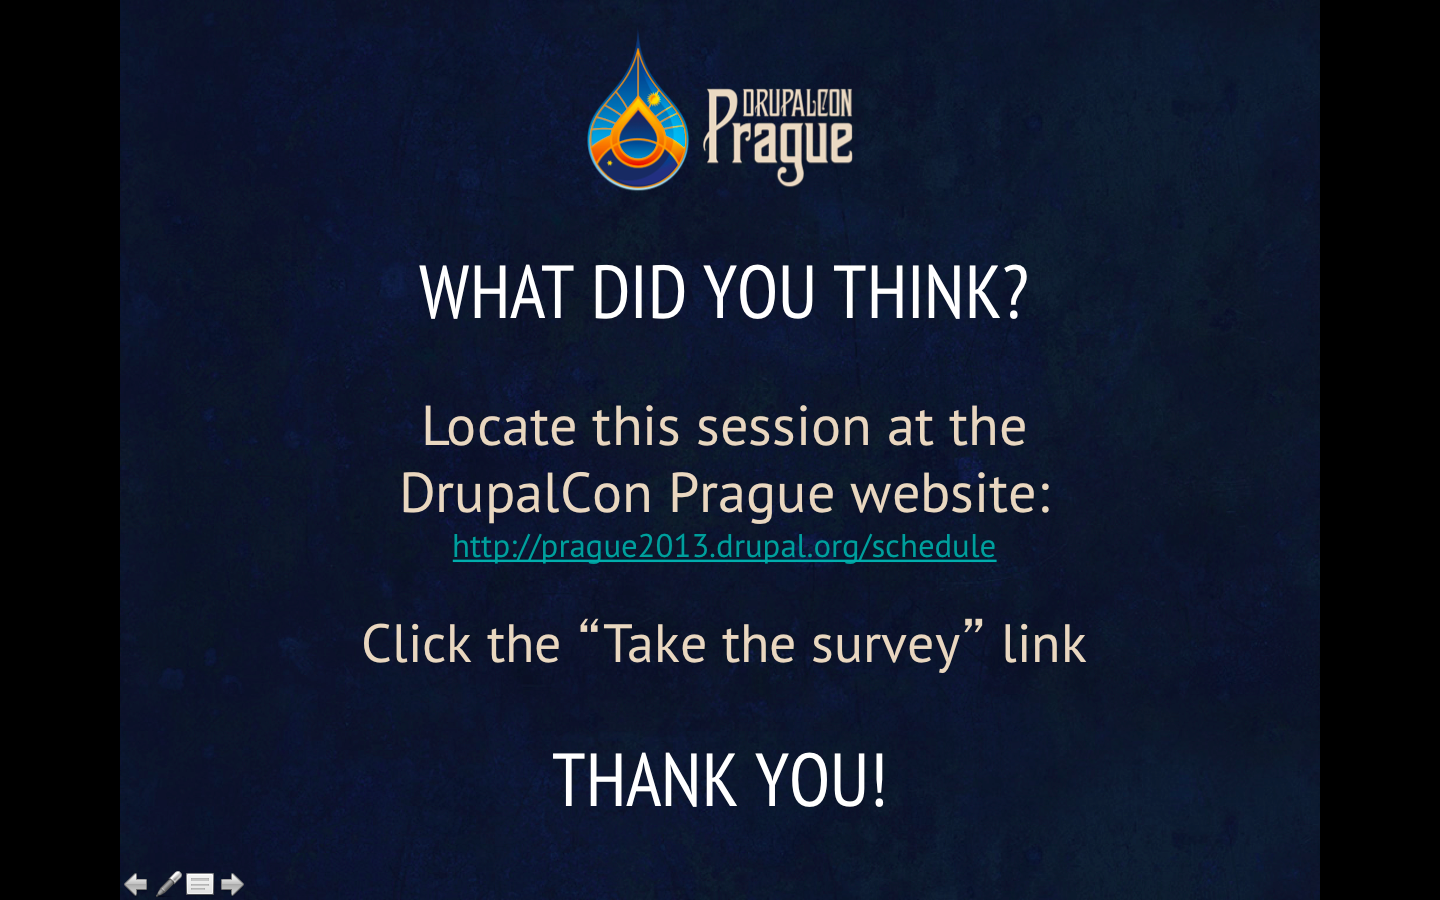 DRUPALCON
Prague
WHAT DID YOU THINK?
Locate this session at the
DrupalCon Prague website:
http://prague2013.drupal.org/schedule
Click the “Take the survey” link
THANK YOU!